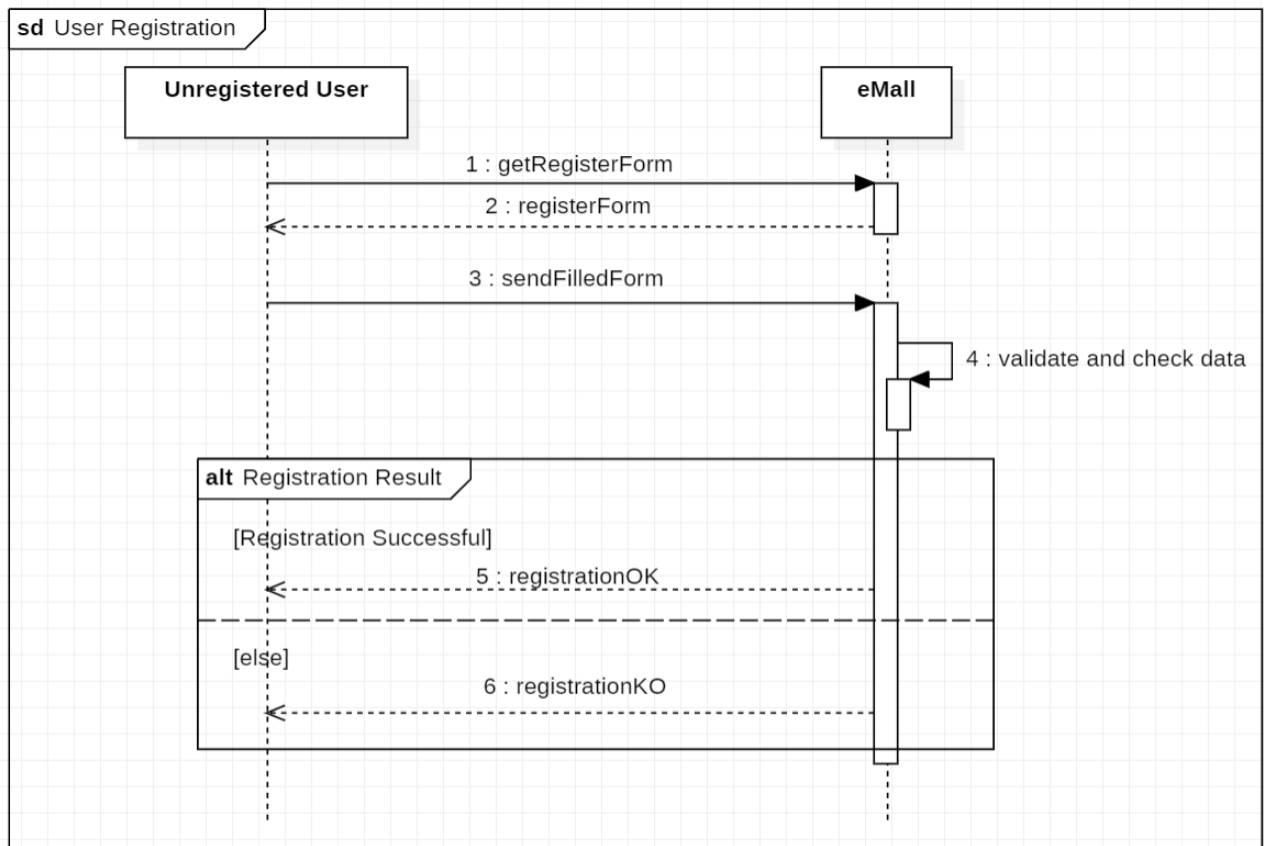 sd User Registration
Unregistered User
eMall
1 : getRegisterForm
2 : registerForm
3 : sendFilledForm
4 : validate and check data
alt Registration Result
[Registration Successful]
5 : registrationOK
[else]
6 : registrationKO